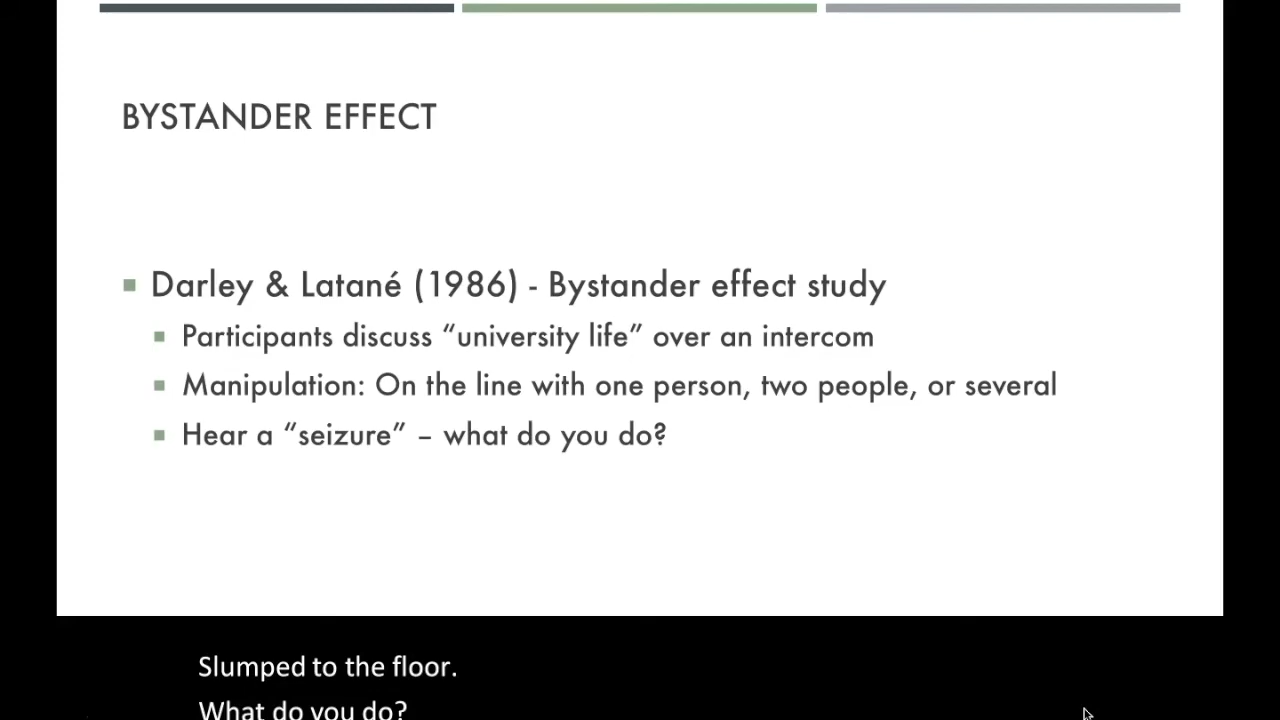 BYSTANDER EFFECT
Darley & Latané (1986) - Bystander effect study
Participants discuss “university life” over an intercom
Manipulation: On the line with one person, two people, or several
Hear a “seizure” – what do you do?
Slumped to the floor.
What do you do?